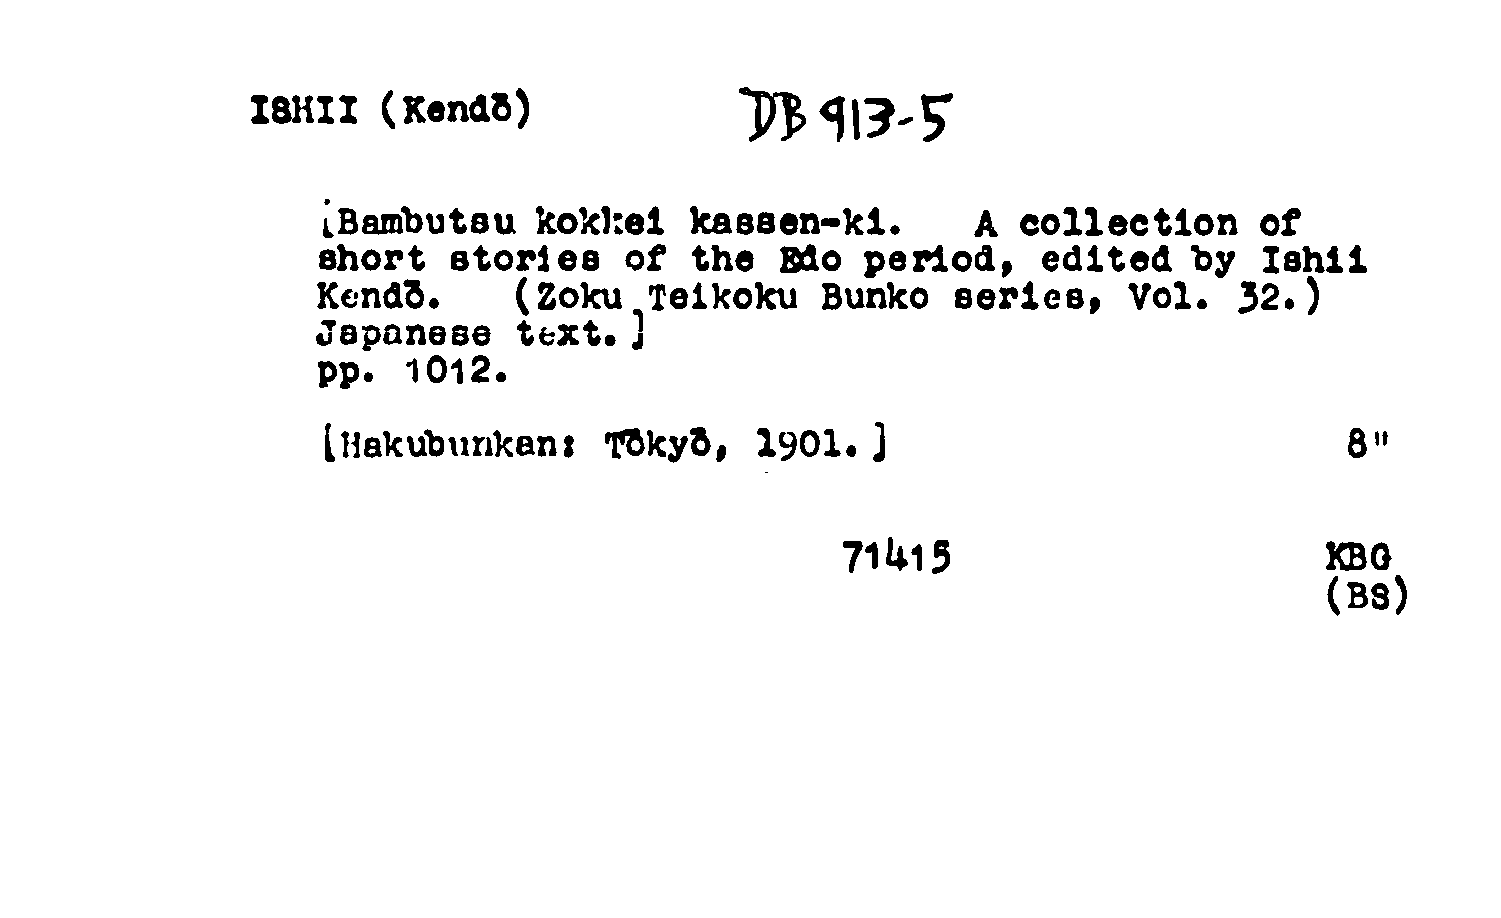 ISHII (Kendō) DB 913-5
[Bambutsu kokkei kassen-ki. A collection of
short stories of the Edo period, edited by Ishii
Kendō. (Zoku Teikoku Bunko series, Vol. 32.)
Japanese text.]
pp. 1012.
[Hakubunkan: Tōkyō, 1901.] 8"
71415 KBG
(BS)